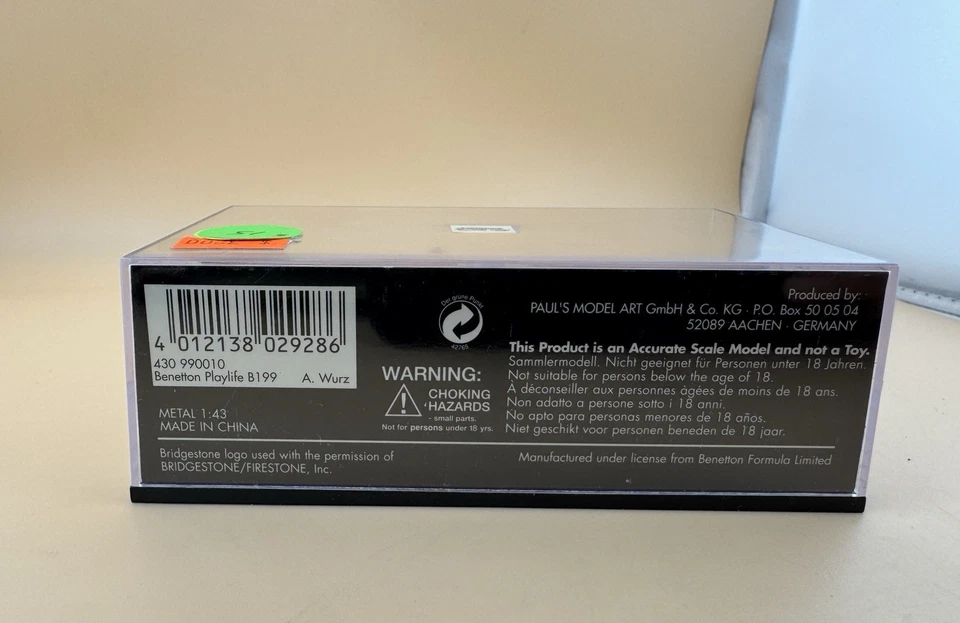 4 012138 029286
430 990010
Benetton Playlife B199 A. Wurz
METAL 1:43
MADE IN CHINA
Der grüne Punkt
42765
WARNING:
CHOKING
HAZARDS
- small parts.
Not for persons under 18 yrs.
Produced by:
PAUL'S MODEL ART GmbH & Co. KG · P.O. Box 50 05 04
52089 AACHEN · GERMANY
This Product is an Accurate Scale Model and not a Toy.
Sammlermodell. Nicht geeignet für Personen unter 18 Jahren.
Not suitable for persons below the age of 18.
À déconseiller aux personnes àgées de moins de 18 ans.
Non adatto a persone sotto i 18 anni.
No apto para personas menores de 18 años.
Niet geschikt voor personen beneden de 18 jaar.
Bridgestone logo used with the permission of
BRIDGESTONE/FIRESTONE, Inc.
Manufactured under license from Benetton Formula Limited